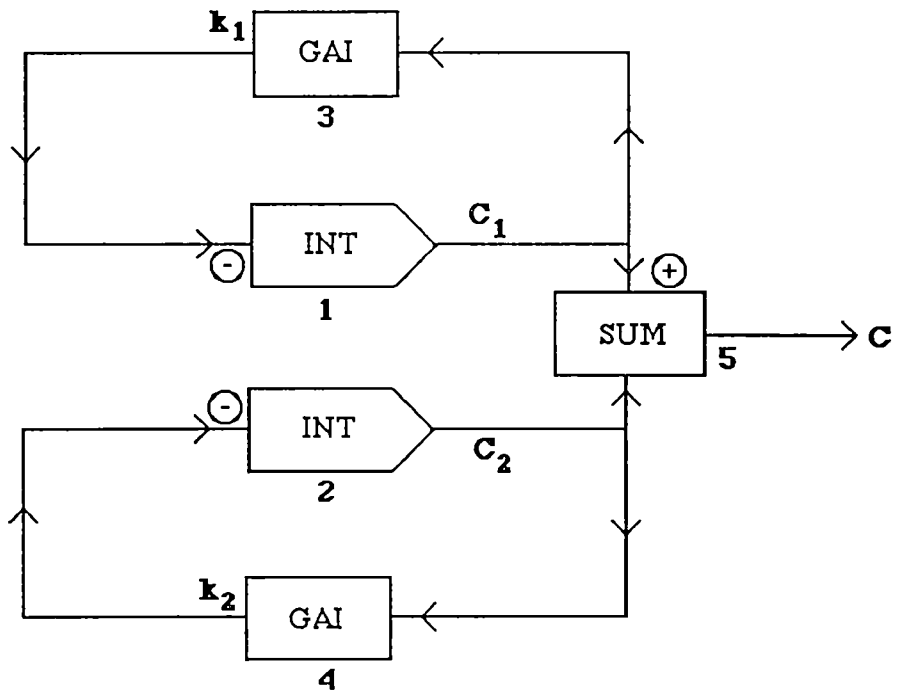 k₁
GAI
3
C₁
INT
⊖
1
⊕
SUM
5
C
⊖
INT
C₂
2
k₂
GAI
4